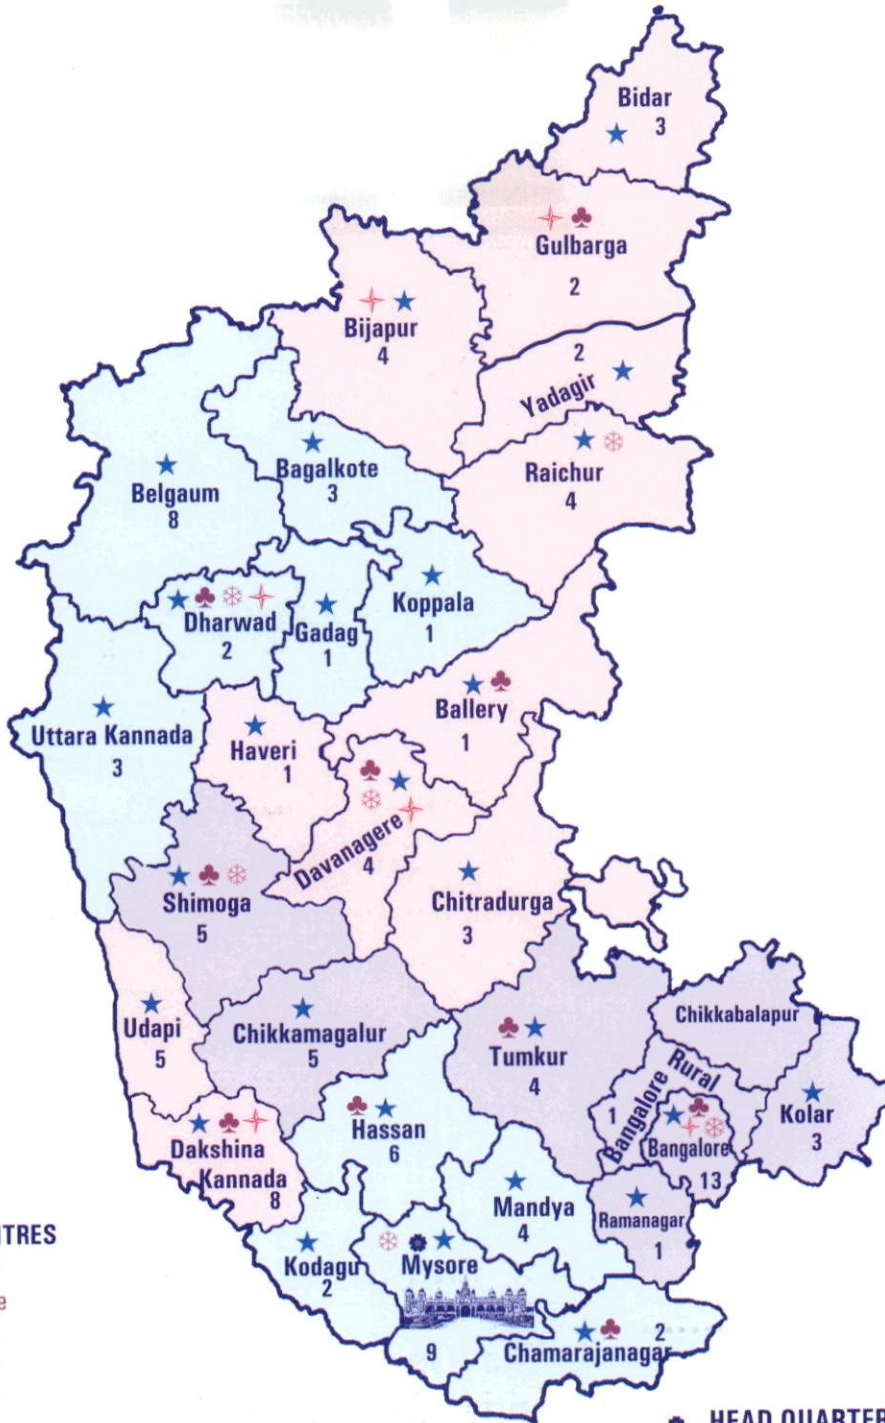 Bidar
3
Gulbarga
2
Bijapur
4
2
Yadagir
Raichur
4
Bagalkote
3
Belgaum
8
Dharwad
2
Gadag
1
Koppala
1
Ballery
1
Uttara Kannada
3
Haveri
1
Davanagere
4
Shimoga
5
Chitradurga
3
Udapi
5
Chikkamagalur
5
Tumkur
4
Chikkabalapur
Bangalore Rural
1
Bangalore
13
Kolar
3
Dakshina
Kannada
8
Hassan
6
Mandya
4
Ramanagar
1
Kodagu
2
Mysore
9
2
Chamarajanagar
TRES
e
HEAD QUARTER